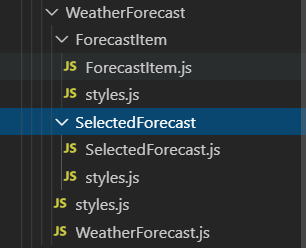 WeatherForecast
ForecastItem
JS ForecastItem.js
JS styles.js
SelectedForecast
JS SelectedForecast.js
JS styles.js
JS styles.js
JS WeatherForecast.js